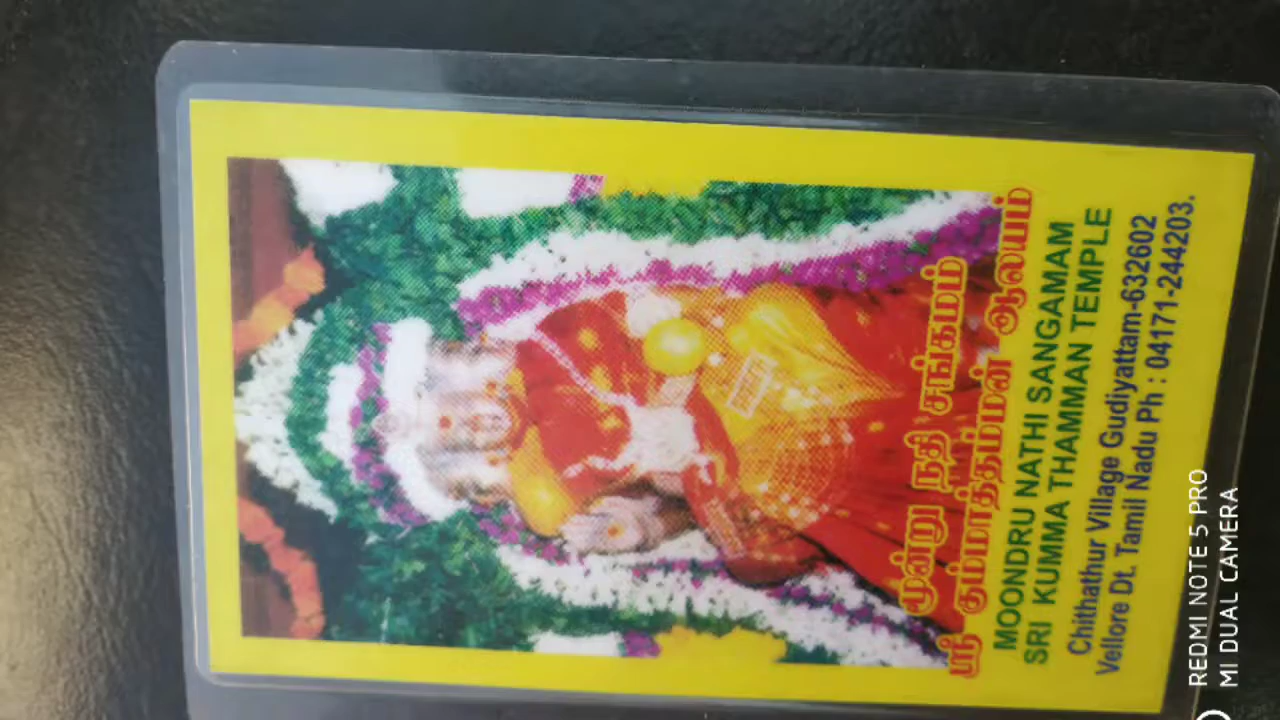 மூன்று நதி சங்கமம்
ஸ்ரீ கும்மாத்தம்மன் ஆலயம்
MOONDRU NATHI SANGAMAM
SRI KUMMA THAMMAN TEMPLE
Chithathur Village Gudiyattam-632602
Vellore Dt. Tamil Nadu Ph : 04171-244203.
REDMI NOTE 5 PRO
MI DUAL CAMERA